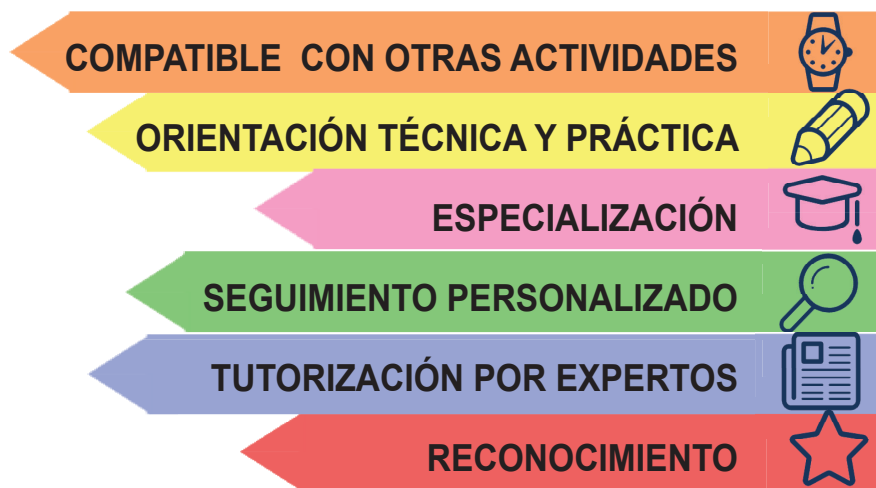 COMPATIBLE CON OTRAS ACTIVIDADES
ORIENTACIÓN TÉCNICA Y PRÁCTICA
ESPECIALIZACIÓN
SEGUIMIENTO PERSONALIZADO
TUTORIZACIÓN POR EXPERTOS
RECONOCIMIENTO